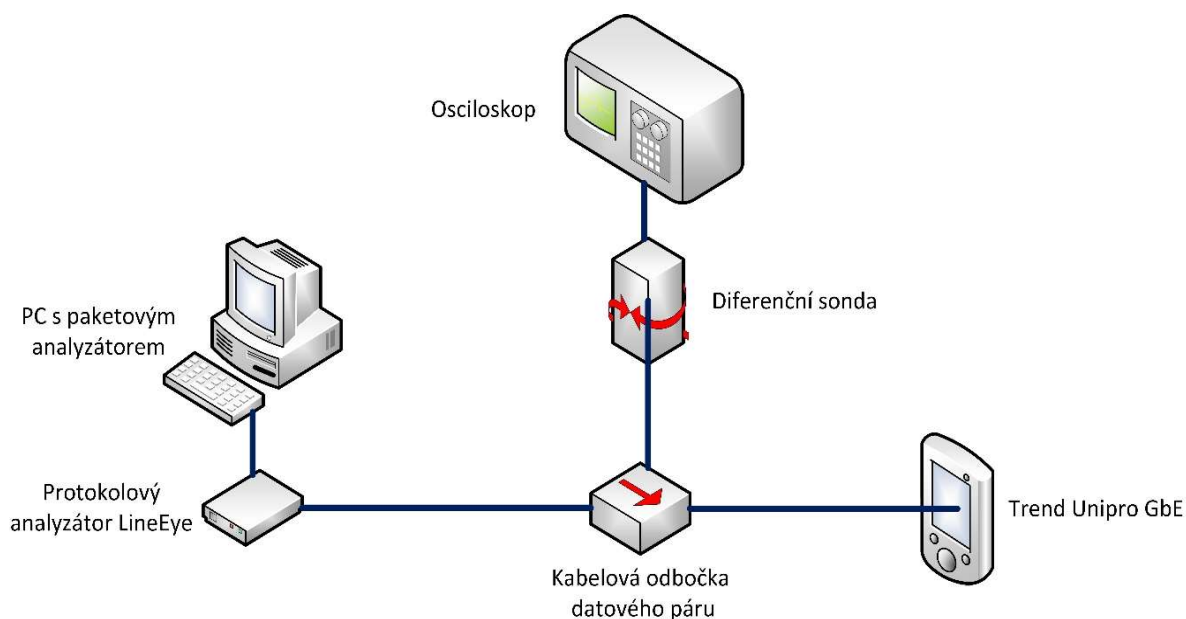 Osciloskop
Diferenční sonda
PC s paketovým
analyzátorem
Protokolový
analyzátor LineEye
Kabelová odbočka
datového páru
Trend Unipro GbE